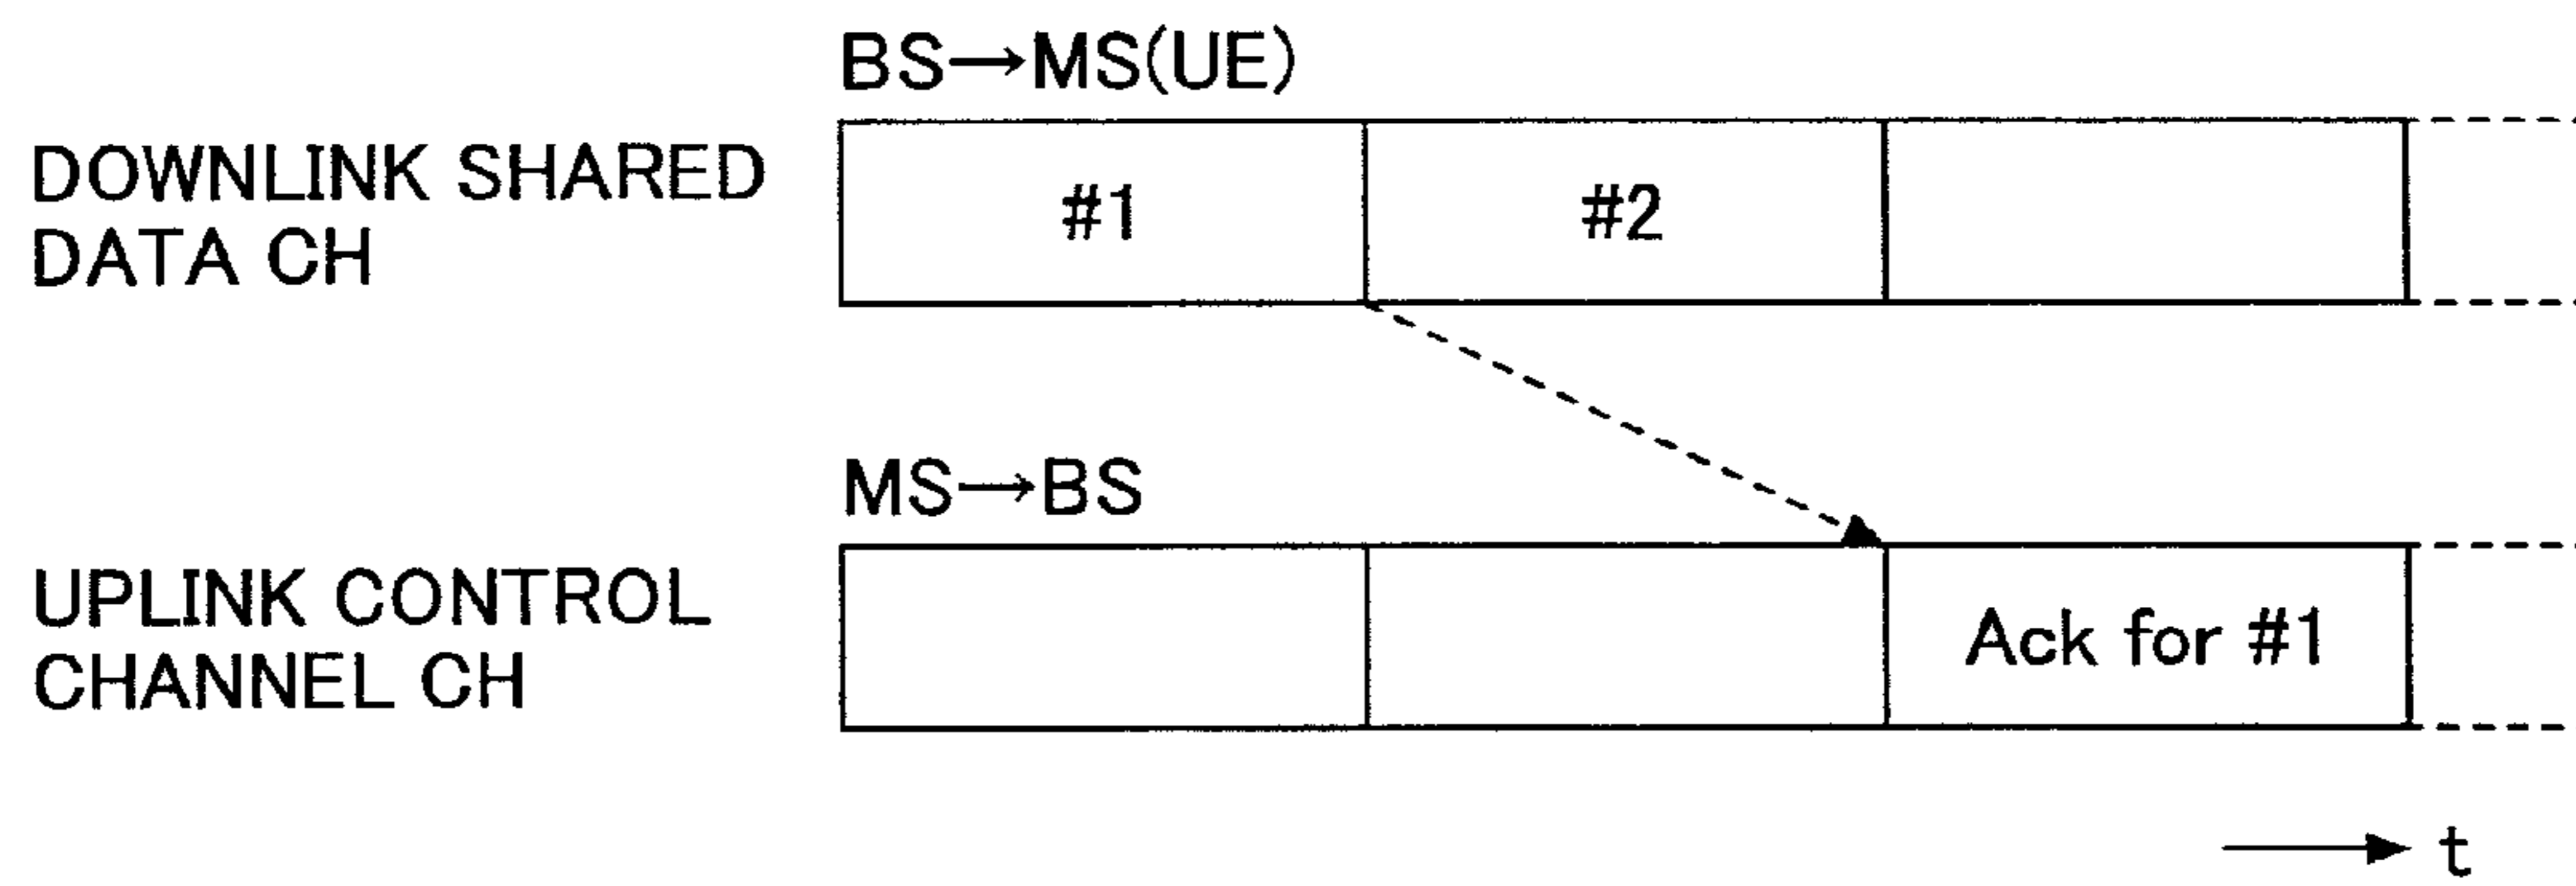 BS→MS(UE)
DOWNLINK SHARED
DATA CH
#1
#2
MS→BS
UPLINK CONTROL
CHANNEL CH
Ack for #1
t